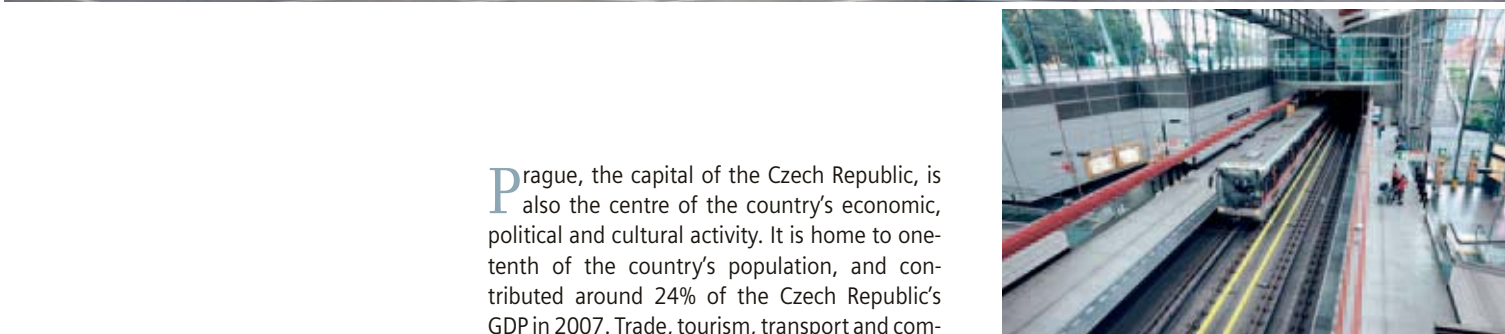 Prague, the capital of the Czech Republic, is
also the centre of the country's economic,
political and cultural activity. It is home to one-
tenth of the country's population, and con-
tributed around 24% of the Czech Republic's
GDP in 2007. Trade, tourism, transport and com-